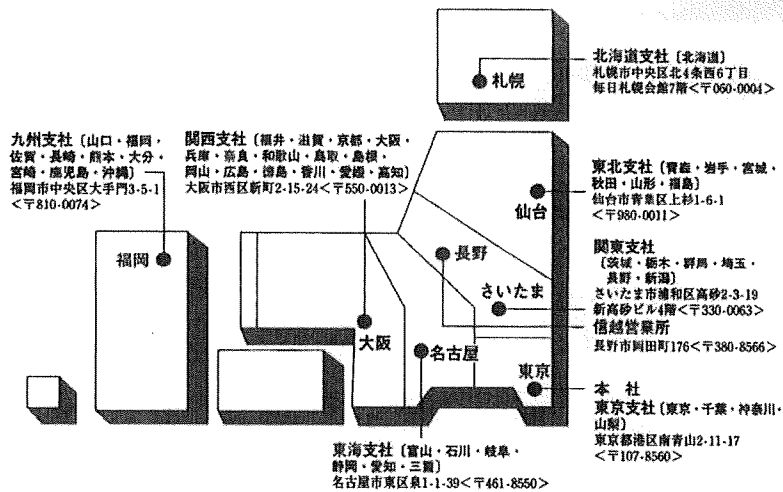 北海道支社〔北海道〕
札幌市中央区北4条西6丁目
毎日札幌会館7階<〒060-0004>
札幌
九州支社〔山口・福岡・
佐賀・長崎・熊本・大分・
宮崎・鹿児島・沖縄〕
福岡市中央区大手門3-5-1
<〒810-0074>
関西支社〔福井・滋賀・京都・大阪・
兵庫・奈良・和歌山・鳥取・島根・
岡山・広島・徳島・香川・愛媛・高知〕
大阪市西区新町2-15-24<〒550-0013>
東北支社〔青森・岩手・宮城・
秋田・山形・福島〕
仙台市青葉区上杉1-6-1
<〒980-0011>
仙台
福岡
長野
関東支社
〔茨城・栃木・群馬・埼玉・
長野・新潟〕
さいたま市浦和区高砂2-3-19
新高砂ビル4階<〒330-0063>
さいたま
信越営業所
長野市岡田町176<〒380-8566>
大阪
名古屋
東京
本社
東京支社〔東京・千葉・神奈川・
山梨〕
東京都港区南青山2-11-17
<〒107-8560>
東海支社〔富山・石川・岐阜・
静岡・愛知・三重〕
名古屋市東区泉1-1-39<〒461-8550>